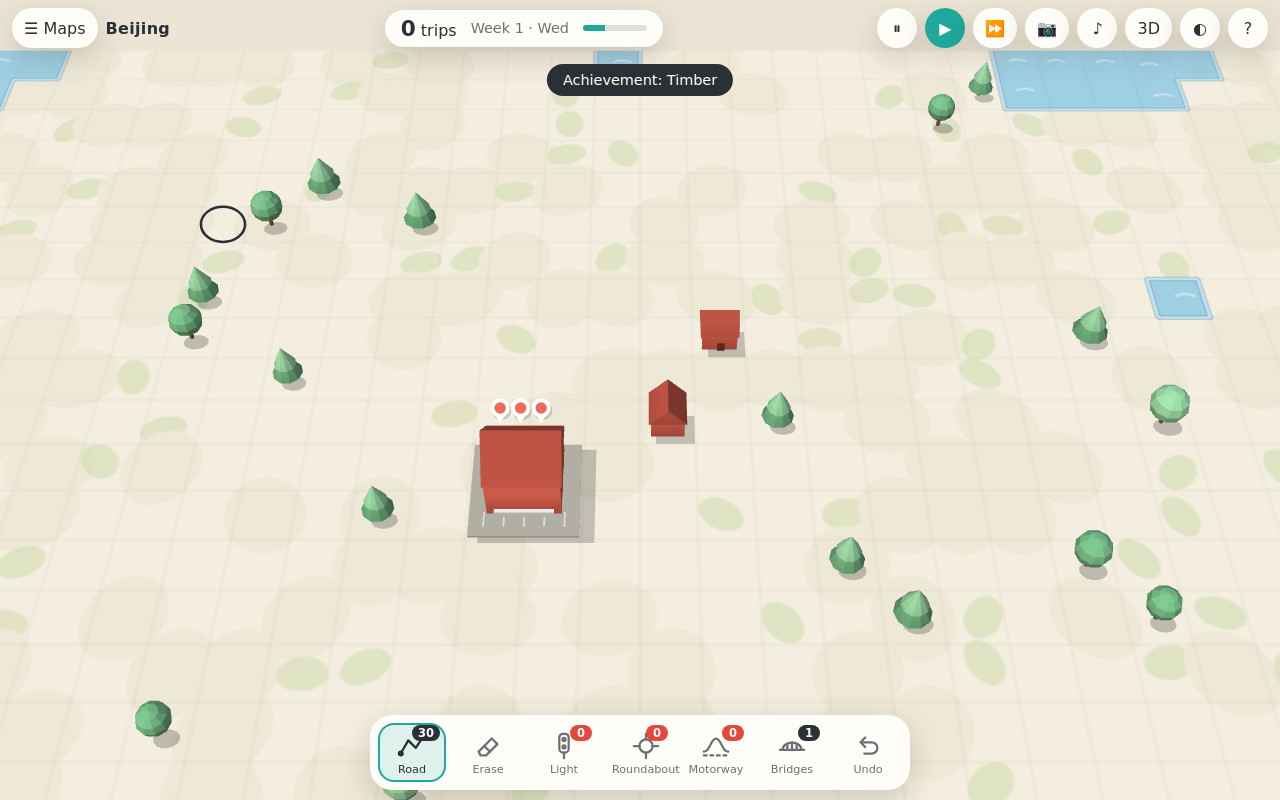 ☰ Maps
Beijing
0 trips Week 1 · Wed
3D
?
Achievement: Timber
30
0
0
0
1
Road
Erase
Light
Roundabout
Motorway
Bridges
Undo